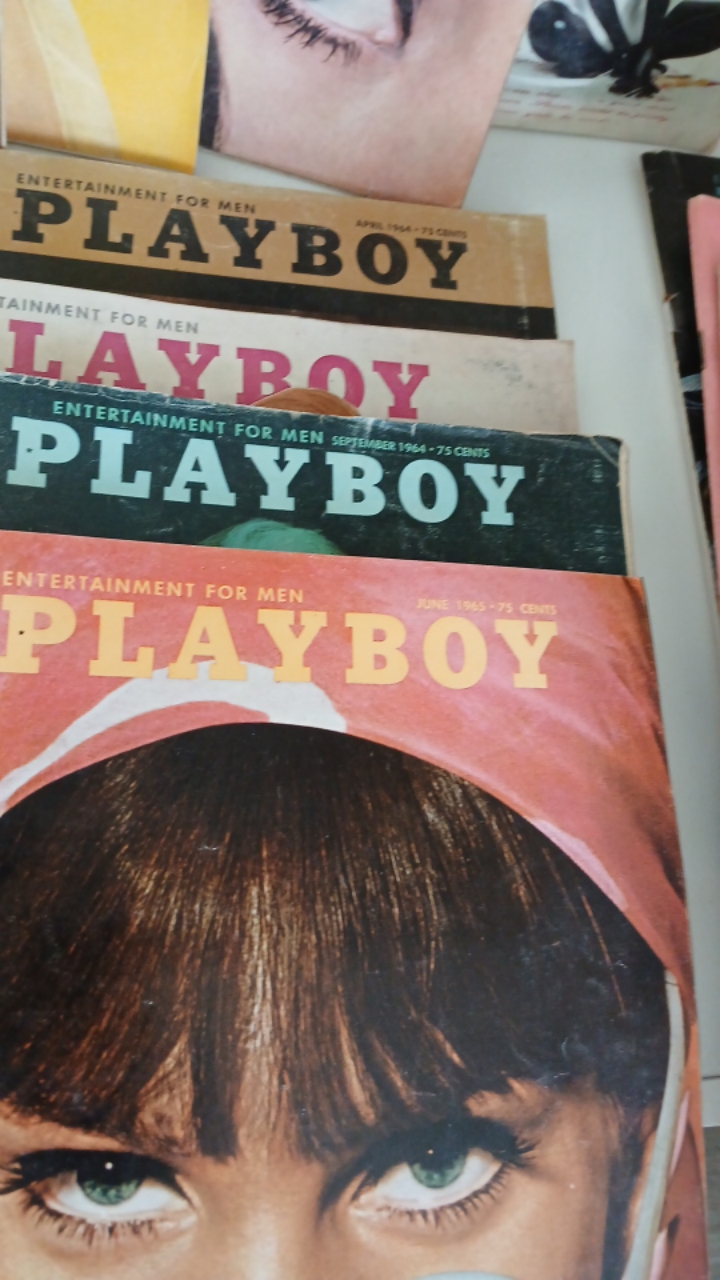 ENTERTAINMENT FOR MEN
APRIL 1964 • 75 CENTS
PLAYBOY
TAINMENT FOR MEN
LAYBOY
ENTERTAINMENT FOR MEN SEPTEMBER 1964 • 75 CENTS
PLAYBOY
ENTERTAINMENT FOR MEN
JUNE 1965 • 75 CENTS
PLAYBOY